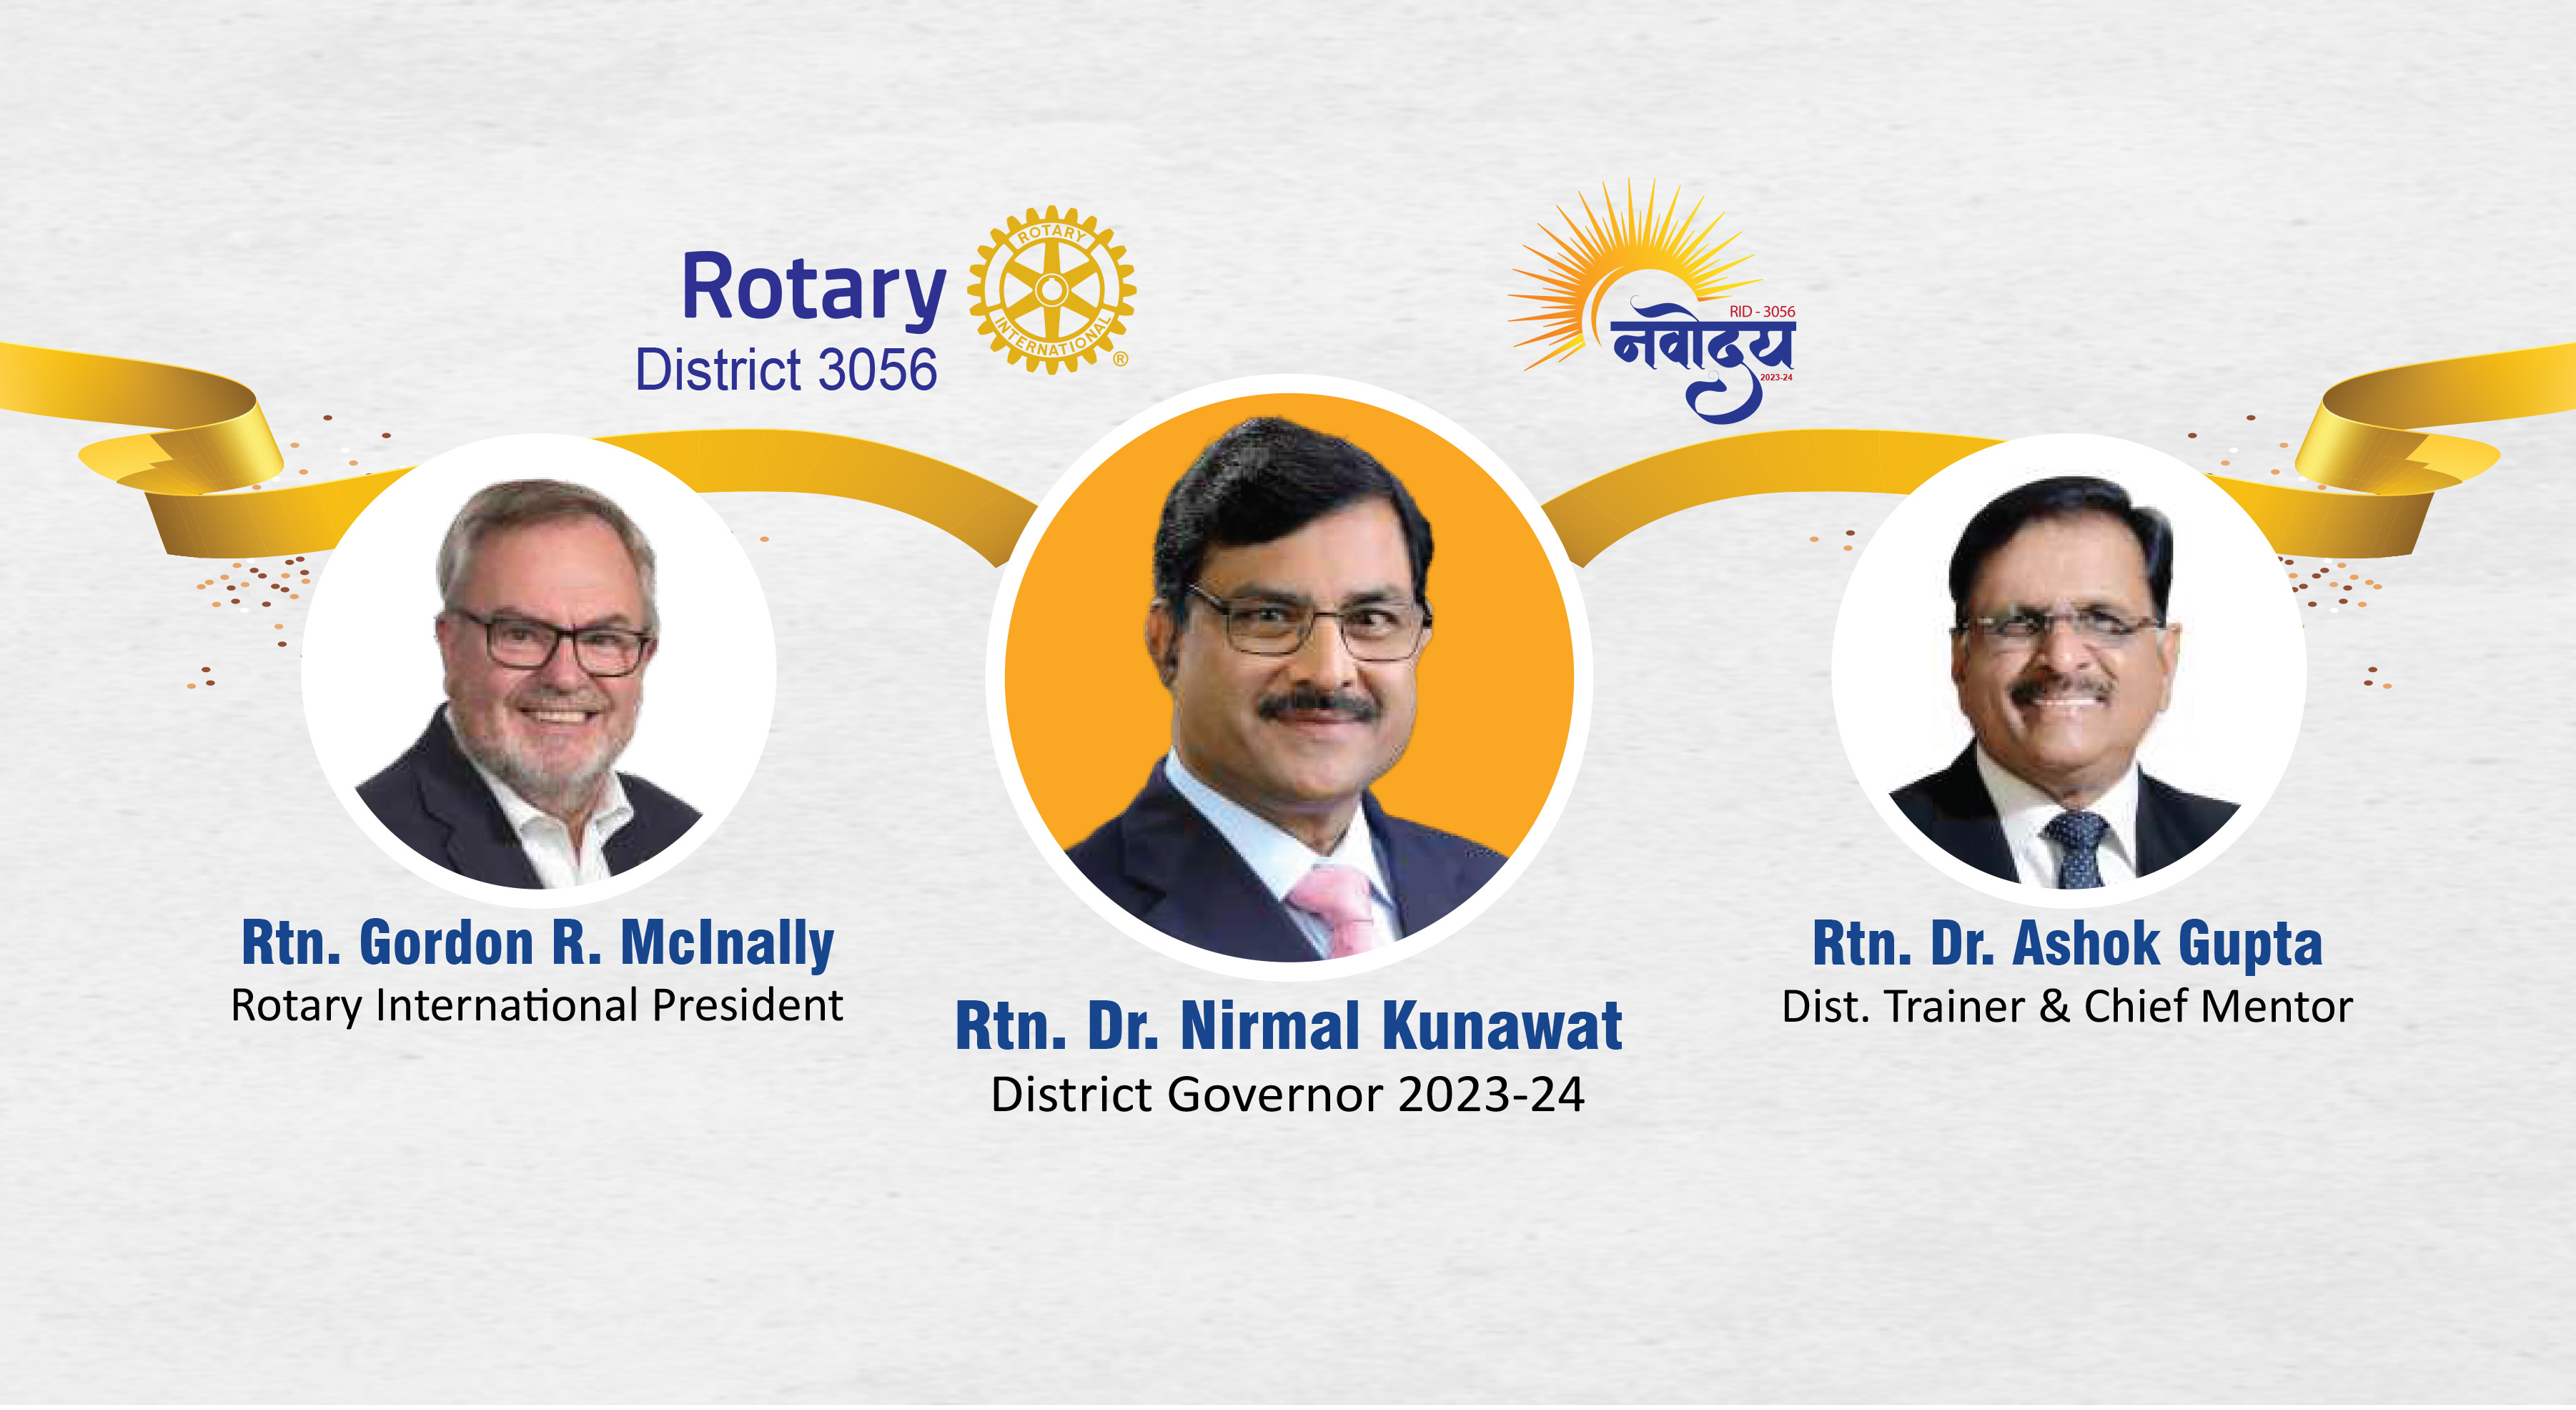 Rotary
District 3056
ROTARY
INTERNATIONAL
®
RID - 3056
नवोदय
2023-24
Rtn. Gordon R. McInally
Rotary International President
Rtn. Dr. Nirmal Kunawat
District Governor 2023-24
Rtn. Dr. Ashok Gupta
Dist. Trainer & Chief Mentor